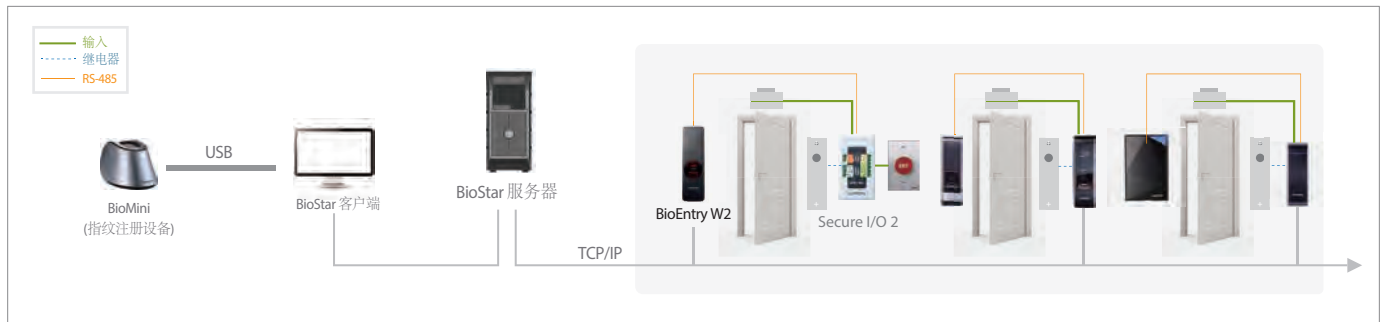 输入
继电器
RS-485
USB
BioMini
(指纹注册设备)
BioStar 客户端
BioStar 服务器
TCP/IP
BioEntry W2
Secure I/O 2
EXIT